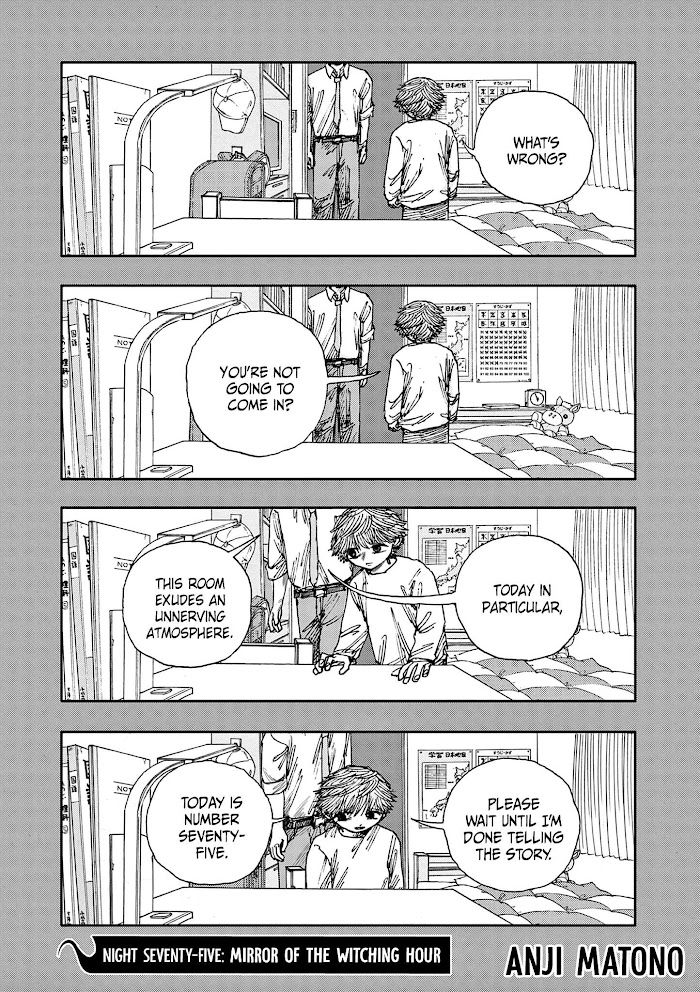 WHAT'S
WRONG?
YOU'RE NOT
GOING TO
COME IN?
TODAY IN
PARTICULAR,
THIS ROOM
EXUDES AN
UNNERVING
ATMOSPHERE.
PLEASE
WAIT UNTIL I'M
DONE TELLING
THE STORY.
TODAY IS
NUMBER
SEVENTY-
FIVE.
NIGHT SEVENTY-FIVE: MIRROR OF THE WITCHING HOUR
ANJI MATONO